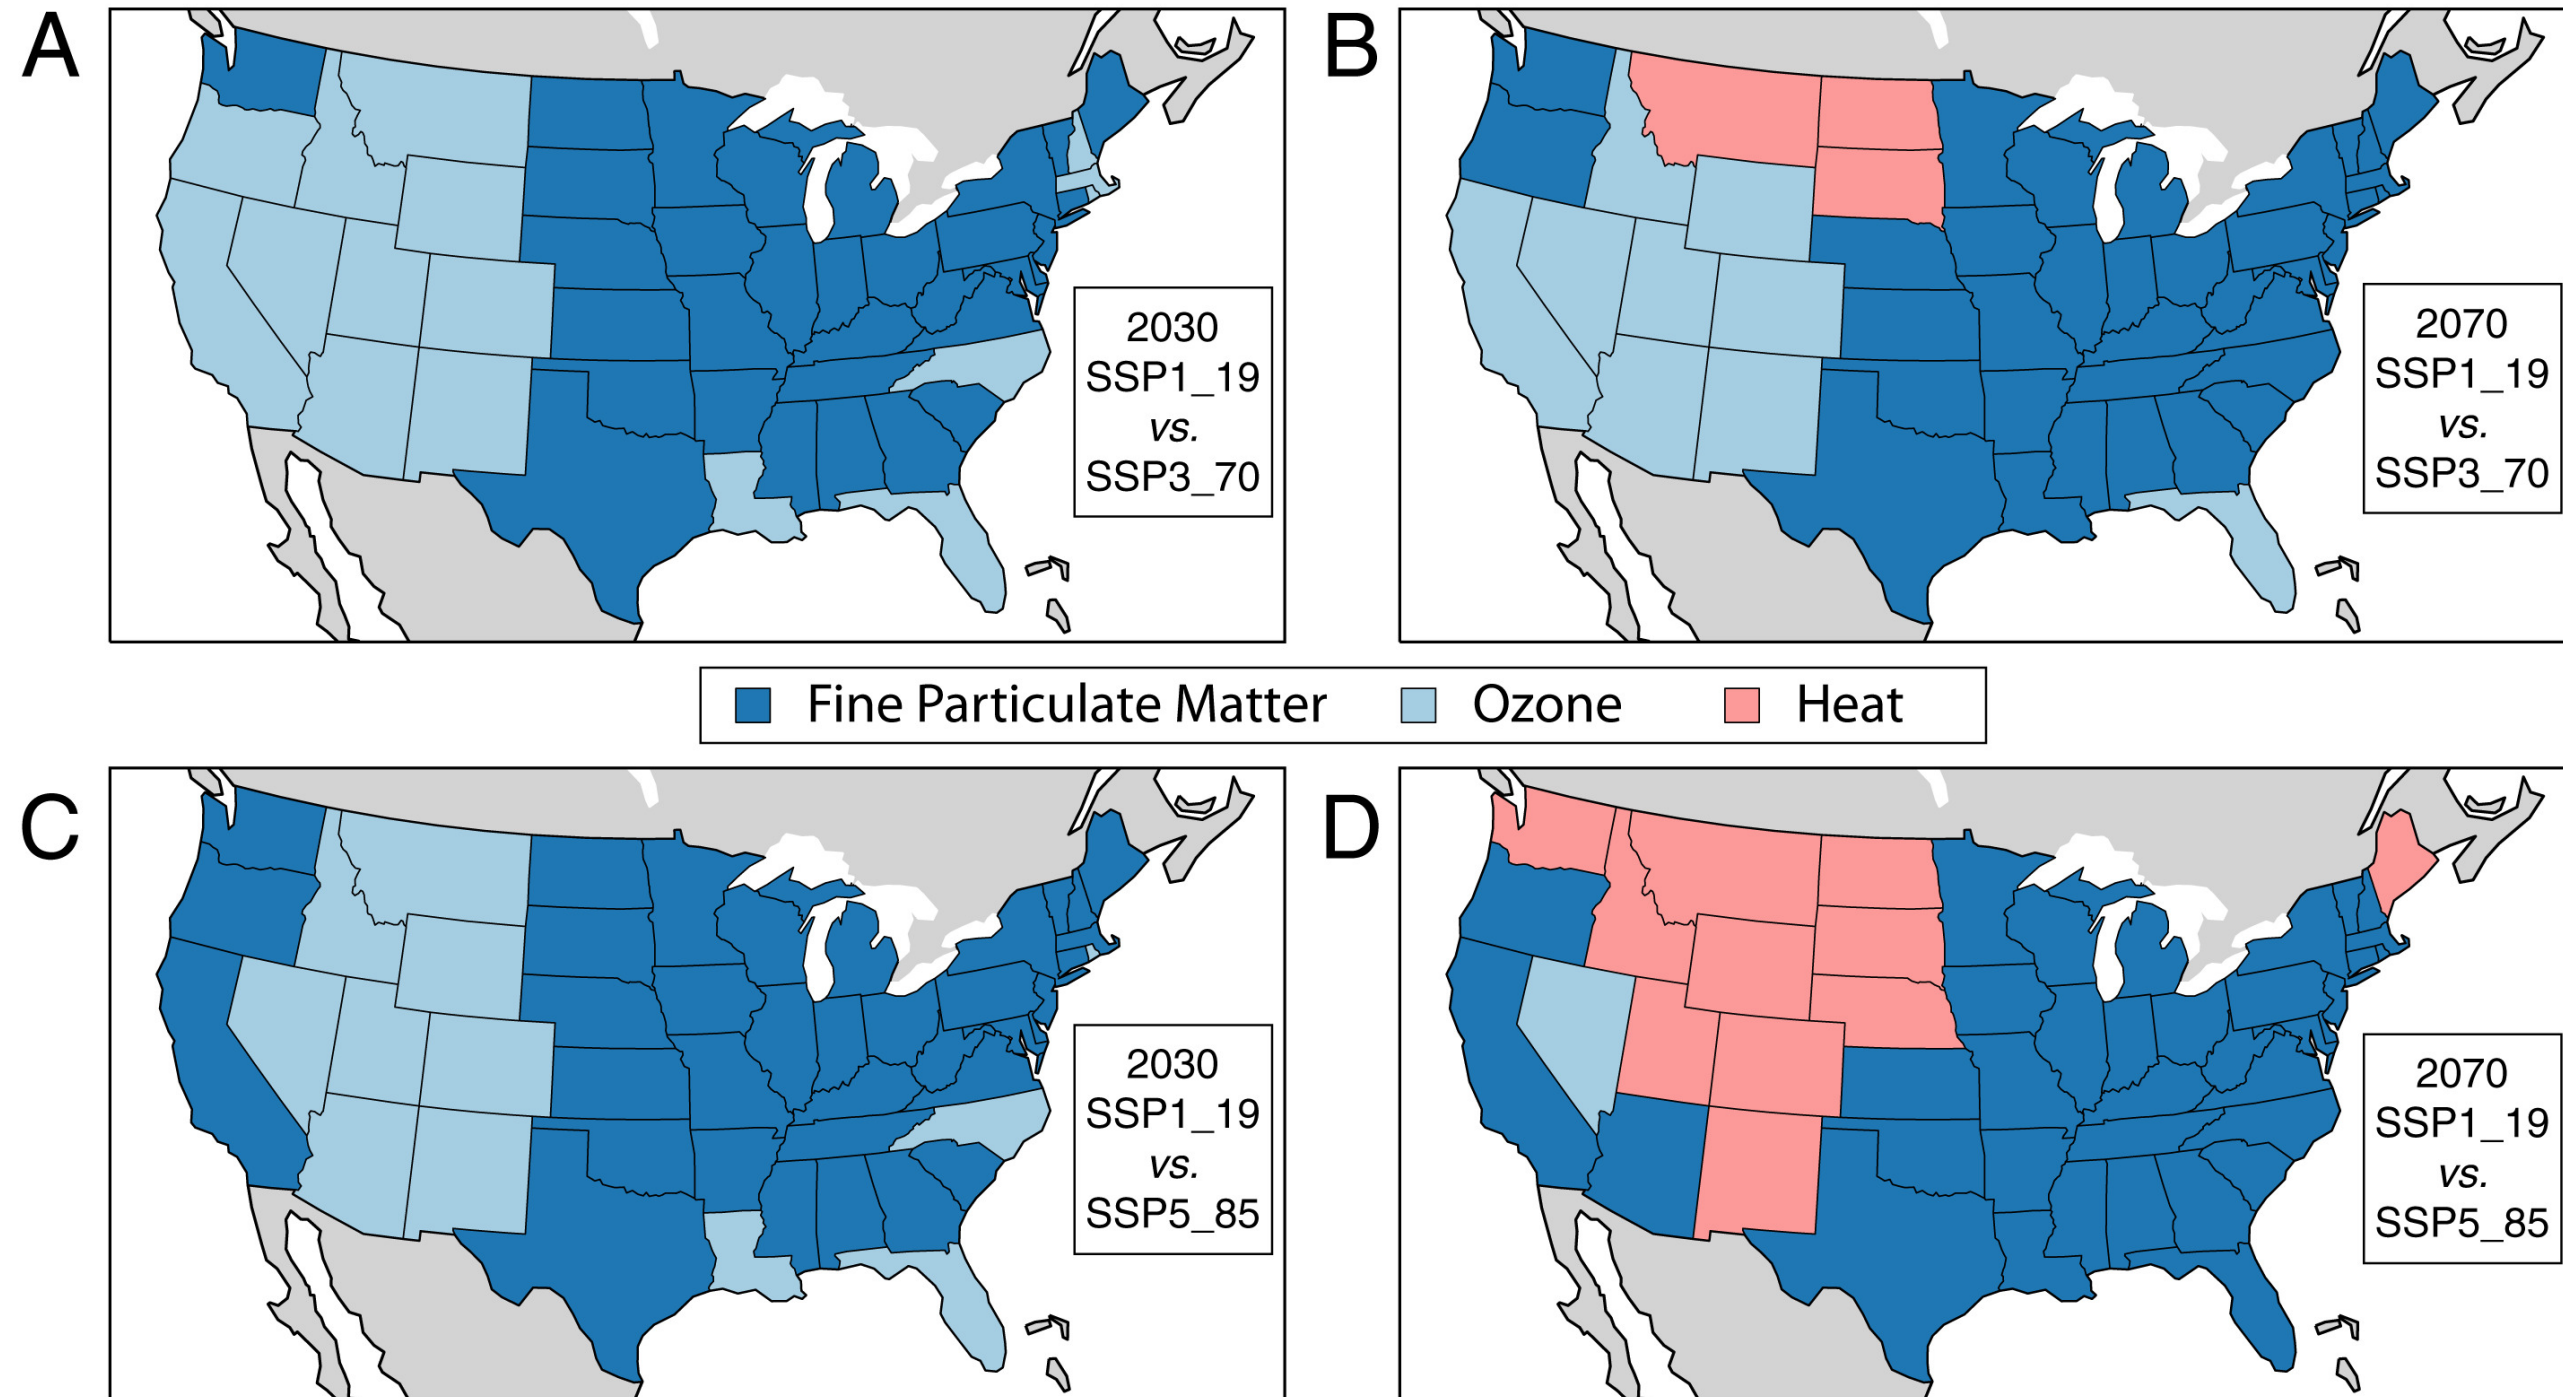 A
2030
SSP1_19
vs.
SSP3_70
B
2070
SSP1_19
vs.
SSP3_70
Fine Particulate Matter
Ozone
Heat
C
2030
SSP1_19
vs.
SSP5_85
D
2070
SSP1_19
vs.
SSP5_85